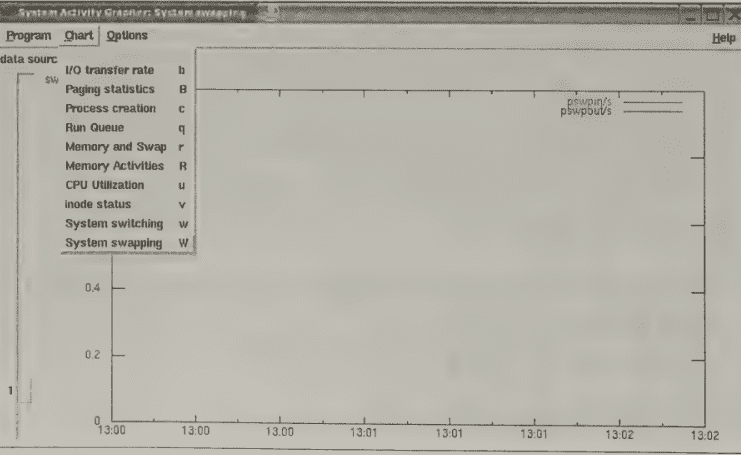 System Activity Grapher: System swapping
Program Chart Options Help
data sourc
sw
I/O transfer rate b
Paging statistics B
Process creation c
Run Queue q
Memory and Swap r
Memory Activities R
CPU Utilization u
inode status v
System switching w
System swapping W
pswpin/s
pswpout/s
0.4
0.2
1
0
13:00 13:00 13:00 13:01 13:01 13:01 13:02 13:02